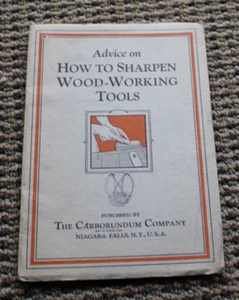 Advice on
HOW TO SHARPEN
WOOD-WORKING
TOOLS
PUBLISHED BY
THE CARBORUNDUM COMPANY
NIAGARA FALLS, N.Y., U.S.A.